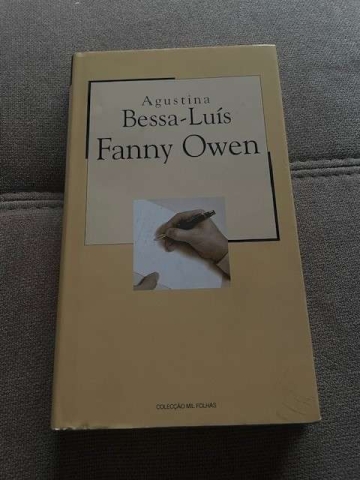 Agustina
Bessa-Luís
Fanny Owen
COLECÇÃO MIL FOLHAS